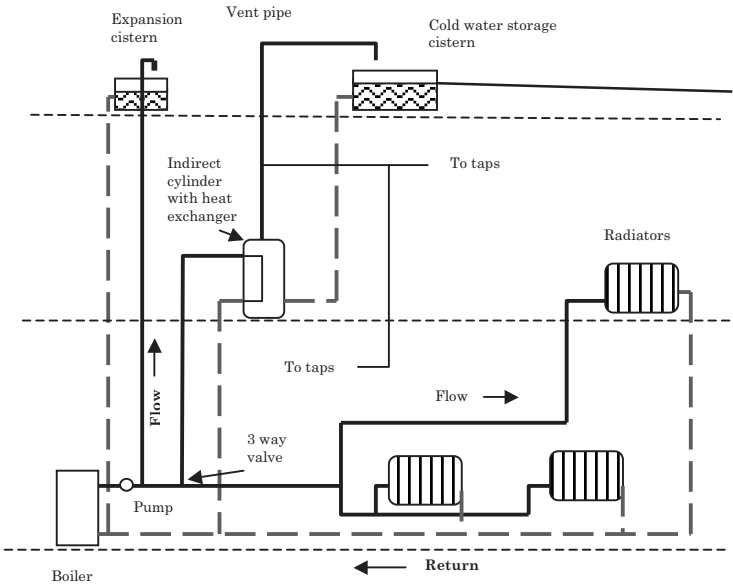 Expansion
cistern
Vent pipe
Cold water storage
cistern
Indirect
cylinder
with heat
exchanger
To taps
Radiators
To taps
Flow
Flow
3 way
valve
Pump
Boiler
Return